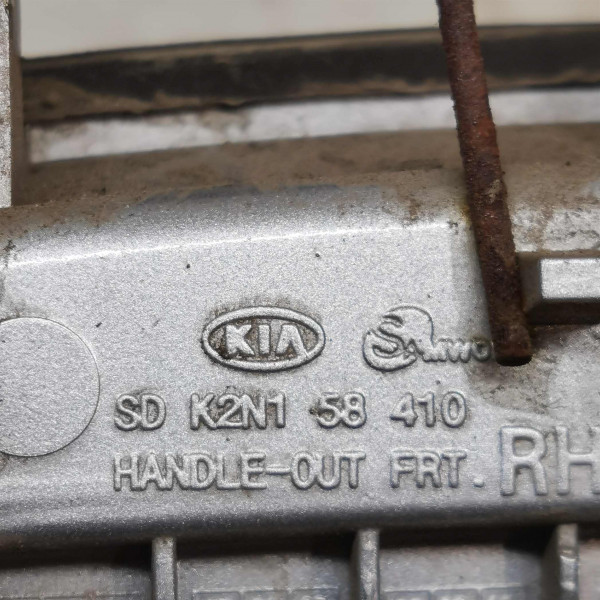 KIA
SD K2N1 58 410
HANDLE-OUT FRT. RH